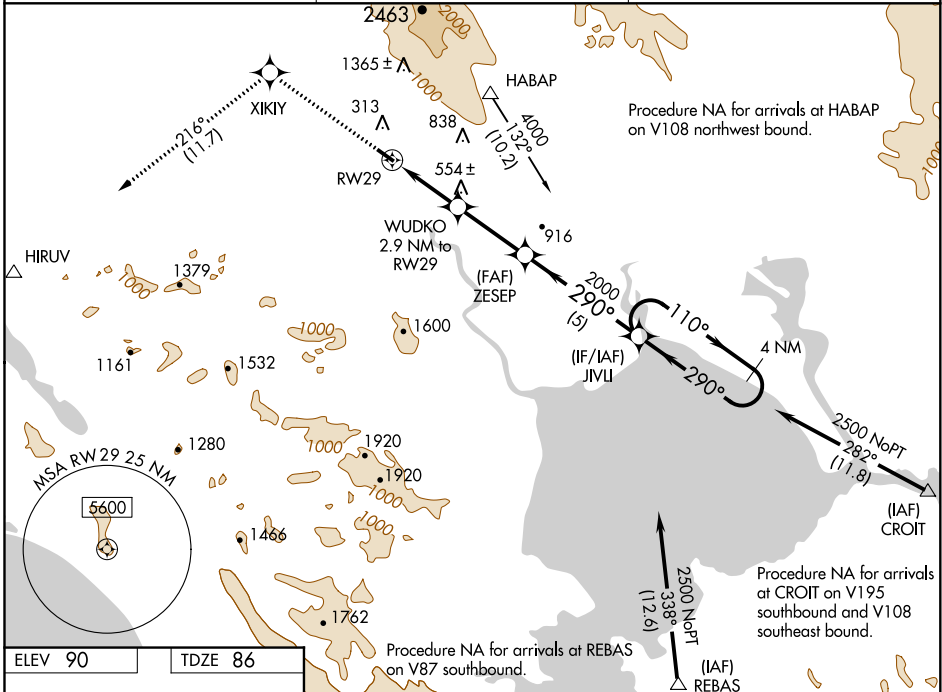 2463
2000
1365 ±
1000
HABAP
XIKIY
313
838
4000
132°
(10.2)
Procedure NA for arrivals at HABAP
on V108 northwest bound.
1000
216°
(11.7)
RW29
554 ±
WUDKO
2.9 NM to
RW29
916
HIRUV
(FAF)
ZESEP
1379
1000
2000
290°
(5)
110°
4 NM
1000
1600
(IF/IAF)
JIVLI
290°
1161
1532
2500 NoPT
282°
(11.8)
1280
1000
1920
1920
1000
1000
(IAF)
CROIT
MSA RW 29 25 NM
5600
1466
2500 NoPT
338°
(12.6)
Procedure NA for arrivals
at CROIT on V195
southbound and V108
southeast bound.
1762
Procedure NA for arrivals at REBAS
on V87 southbound.
(IAF)
REBAS
ELEV 90
TDZE 86